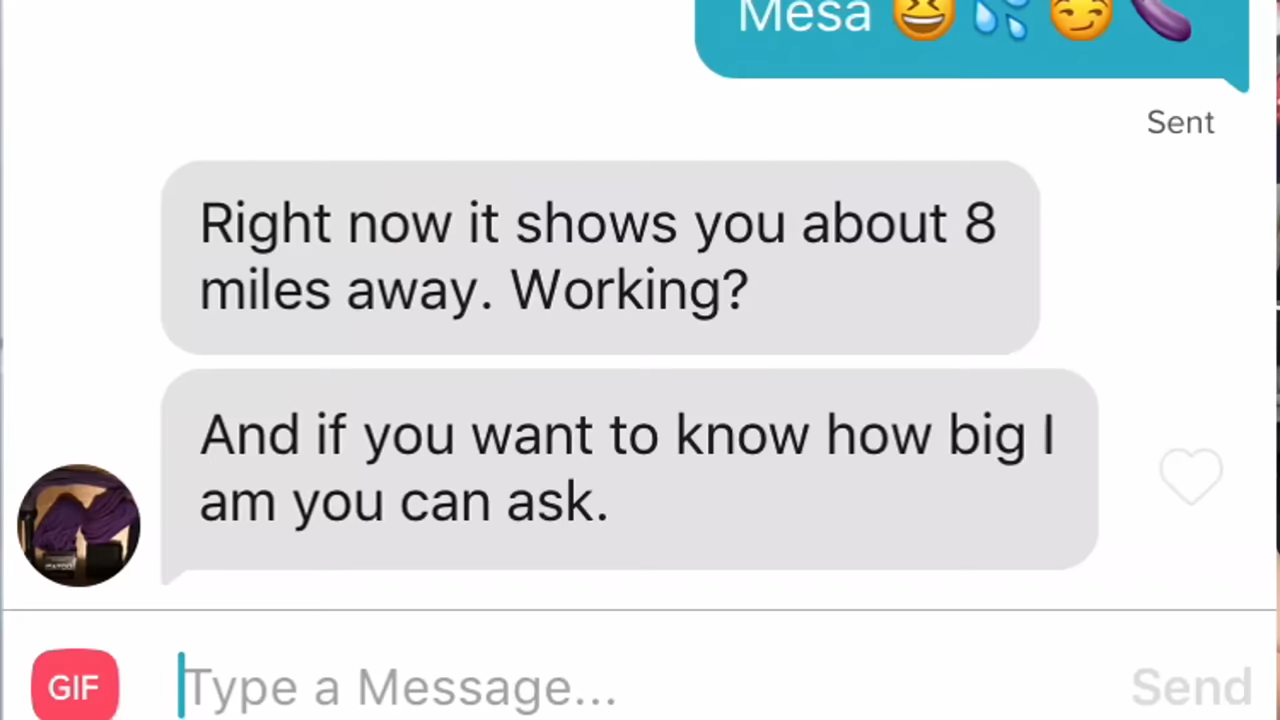 Mesa 😆💦😏🍆
Sent
Right now it shows you about 8
miles away. Working?
And if you want to know how big I
am you can ask.
GIF
Type a Message...
Send